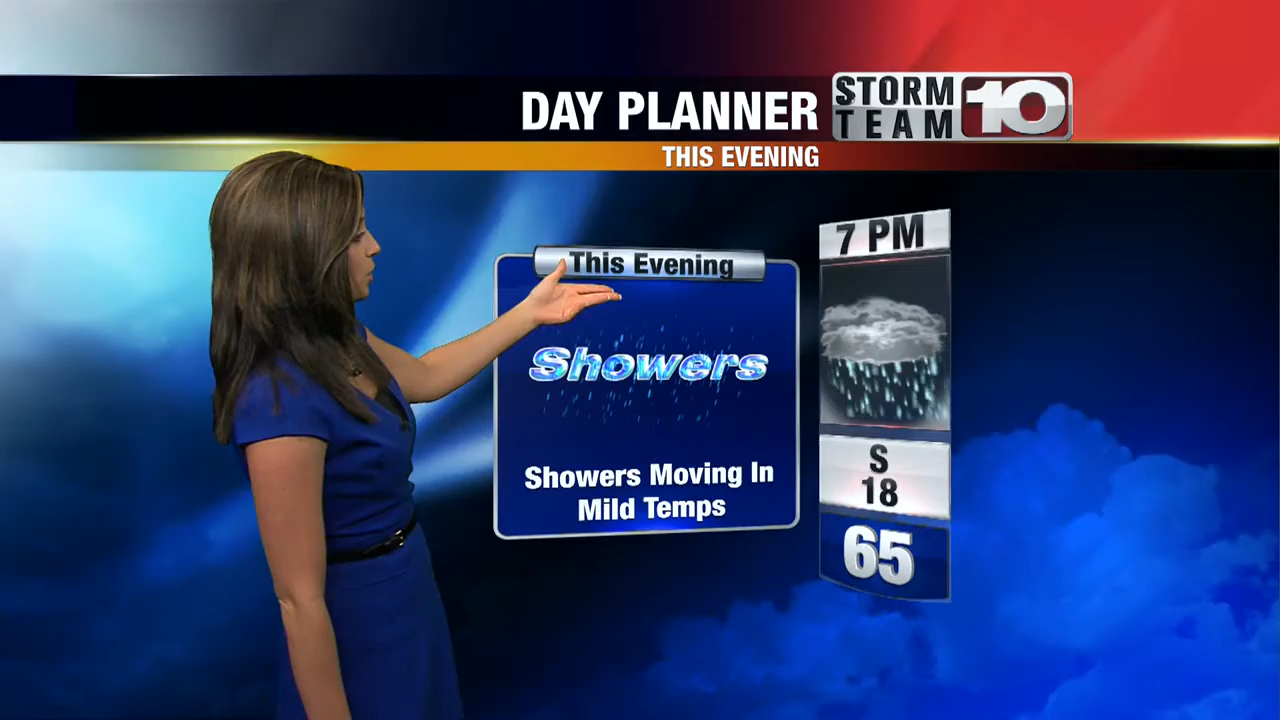 DAY PLANNER
STORM
TEAM
10
THIS EVENING
This Evening
Showers
Showers Moving In
Mild Temps
7 PM
S
18
65